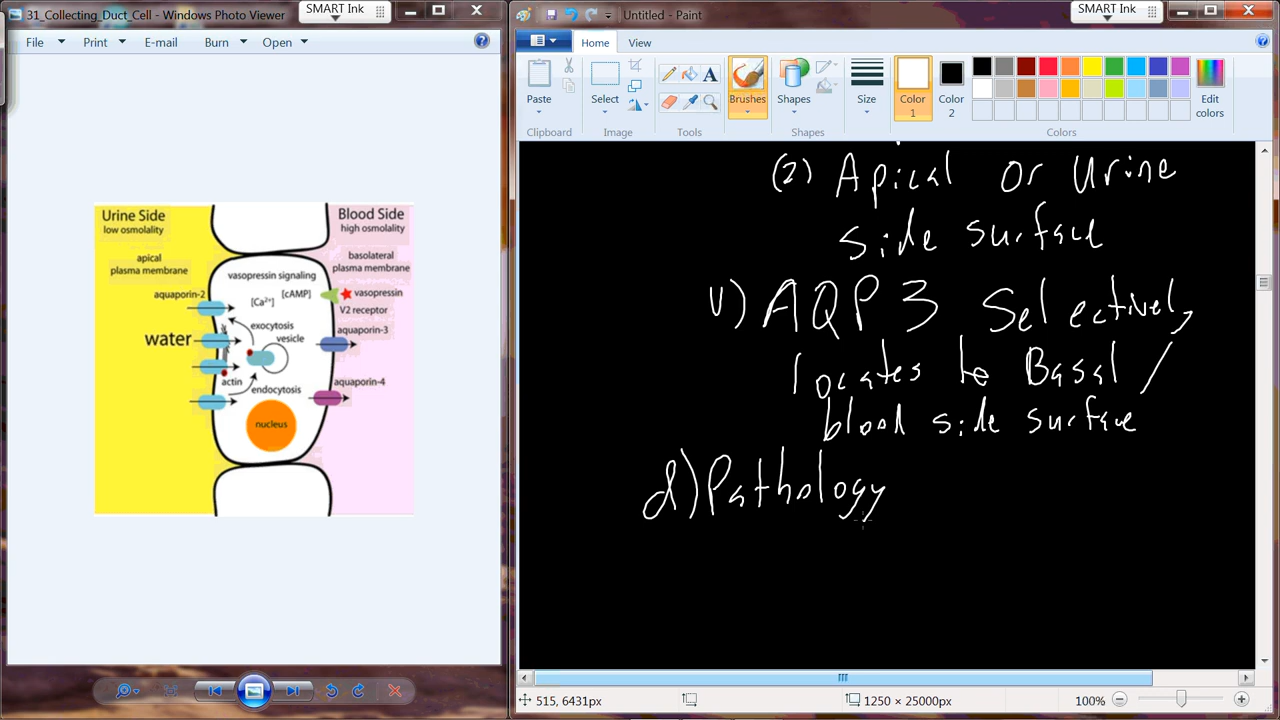 31_Collecting_Duct_Cell - Windows Photo Viewer
SMART Ink
File
Print
E-mail
Burn
Open
Urine Side
low osmolality
Blood Side
high osmolality
apical
plasma membrane
basolateral
plasma membrane
vasopressin signaling
[cAMP]
[Ca2+]
vasopressin
V2 receptor
aquaporin-2
exocytosis
vesicle
aquaporin-3
water
actin
endocytosis
aquaporin-4
nucleus
Untitled - Paint
SMART Ink
Home
View
Paste
Select
Brushes
Shapes
Size
Color
1
Color
2
Edit
colors
Clipboard
Image
Tools
Shapes
Colors
(2) Apical or Urine
side surface
V) AQP 3 Selectively
locates to Basal /
blood side surface
d) Pathology
515, 6431px
1250 × 25000px
100%